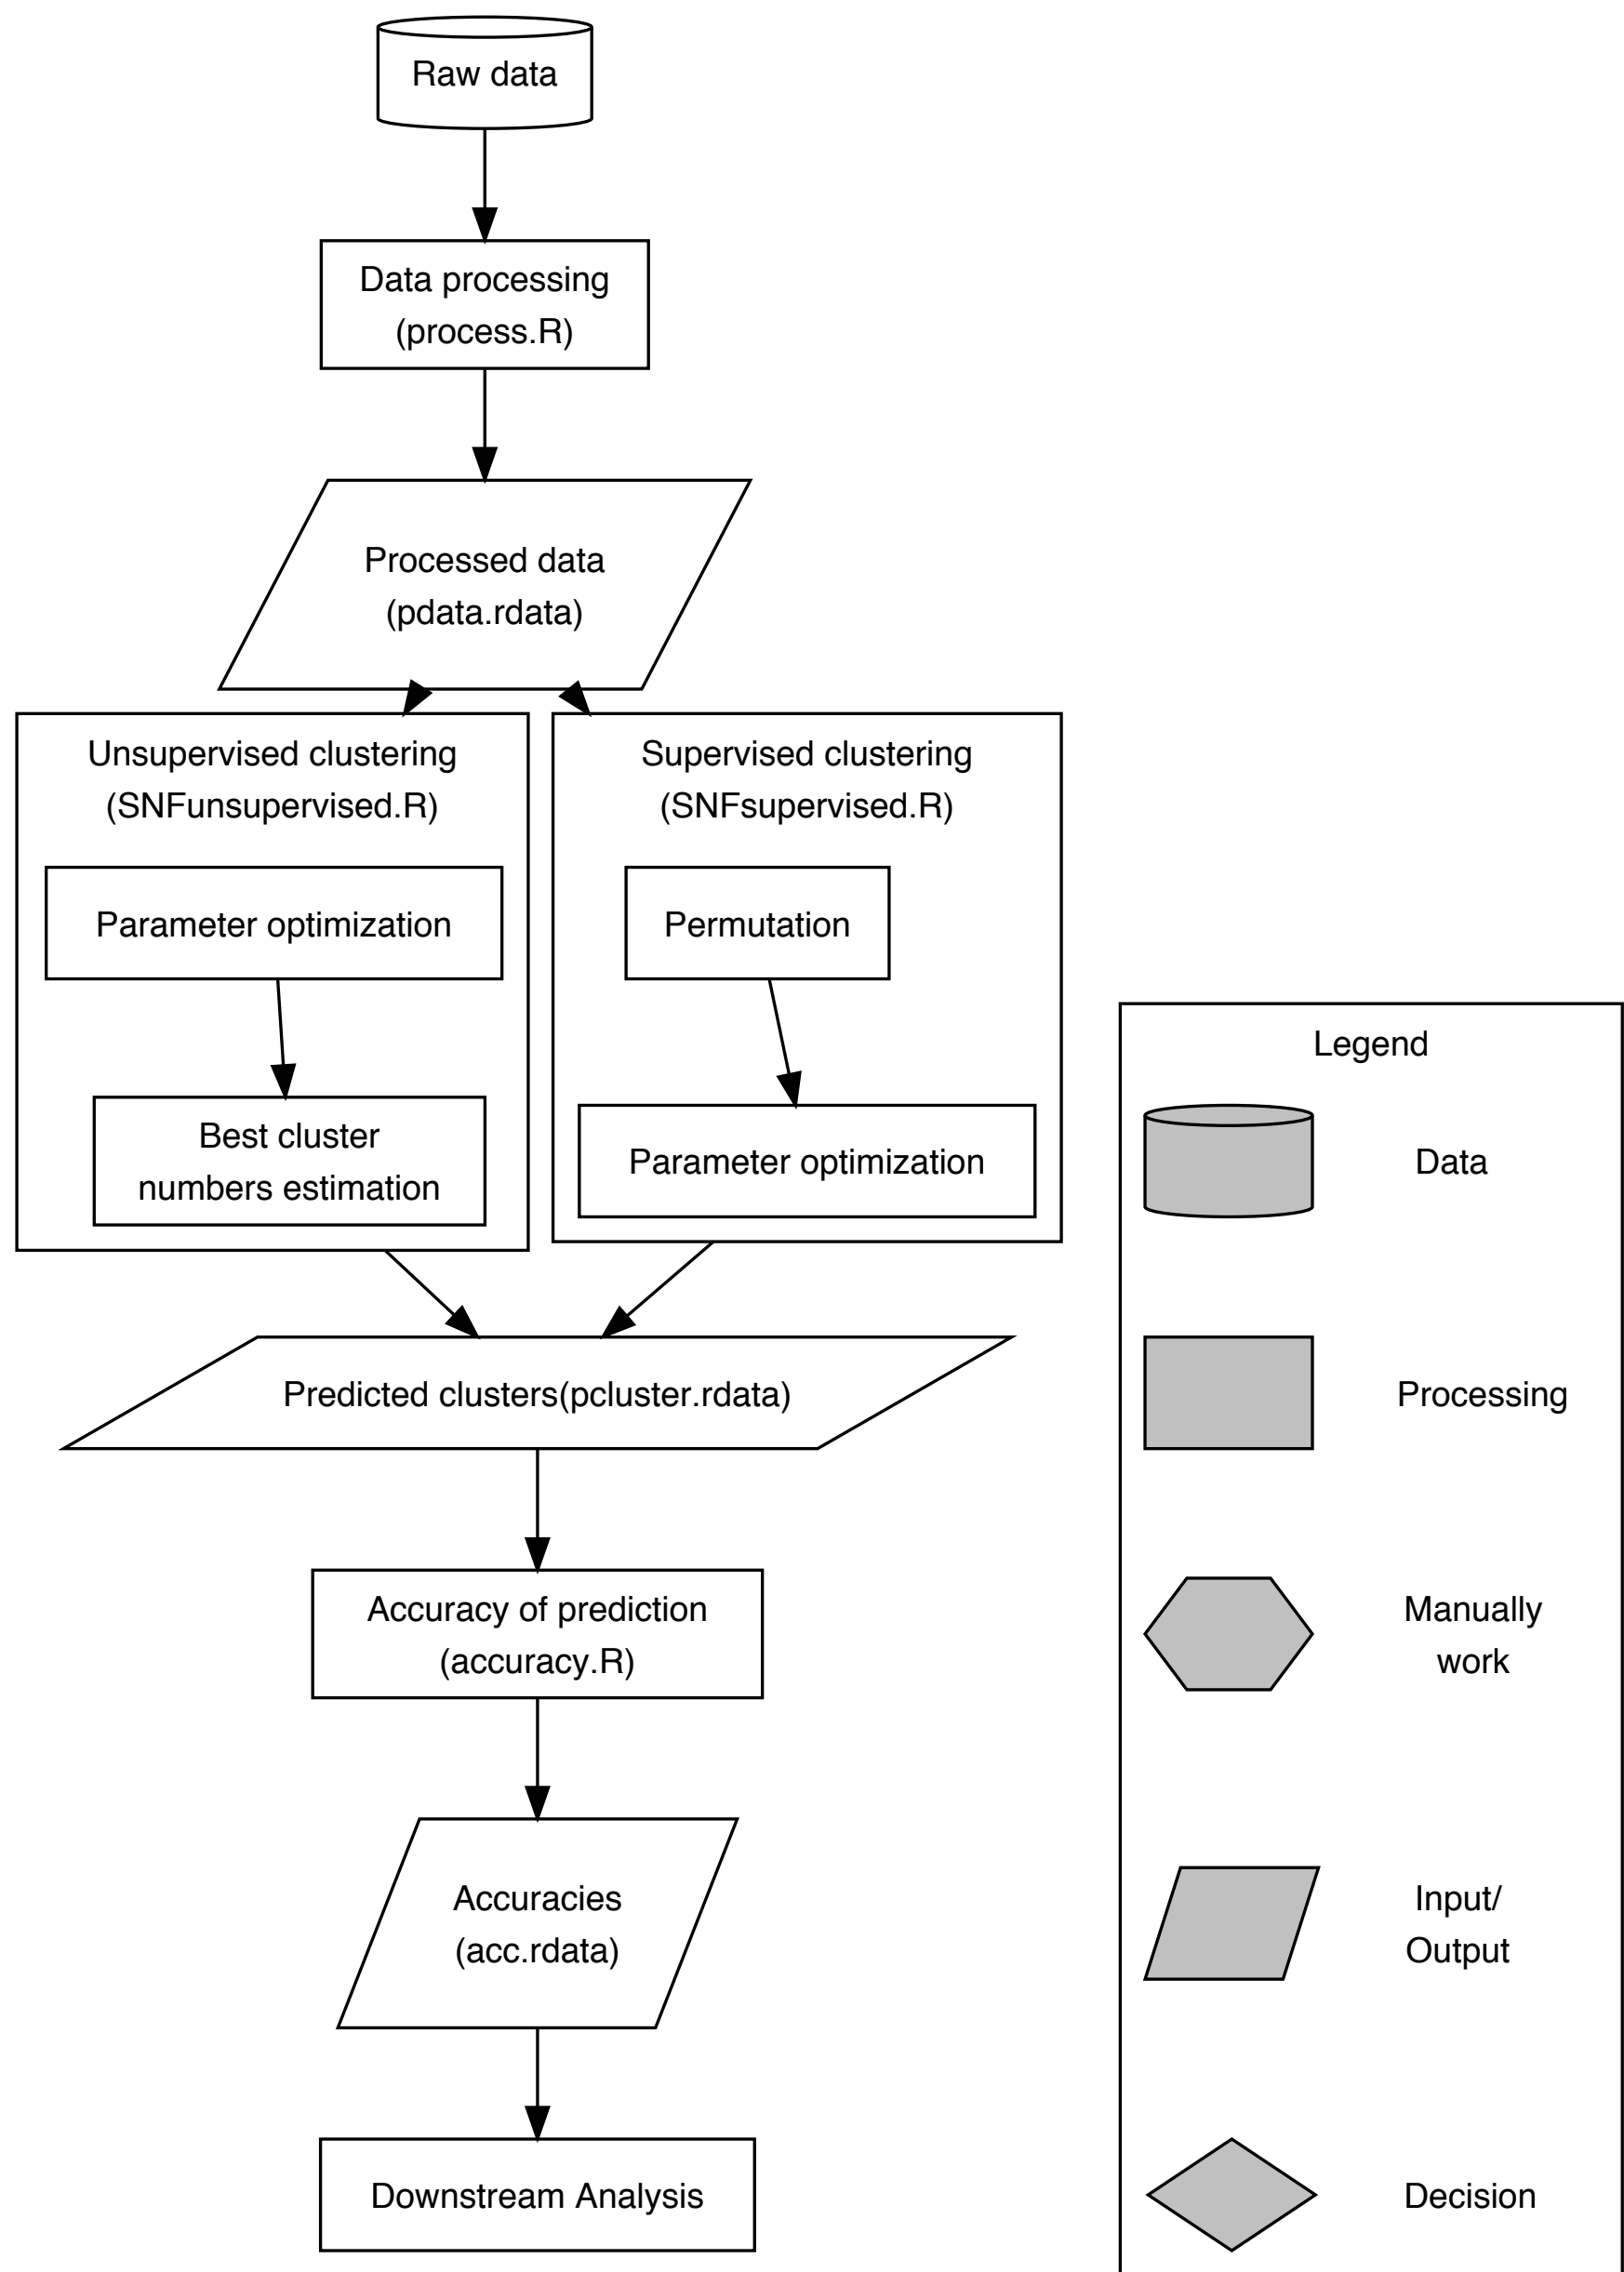 Raw data
Data processing
(process.R)
Processed data
(pdata.rdata)
Unsupervised clustering
(SNFunsupervised.R)
Parameter optimization
Best cluster
numbers estimation
Supervised clustering
(SNFsupervised.R)
Permutation
Parameter optimization
Predicted clusters(pcluster.rdata)
Accuracy of prediction
(accuracy.R)
Accuracies
(acc.rdata)
Downstream Analysis
Legend
Data
Processing
Manually
work
Input/
Output
Decision